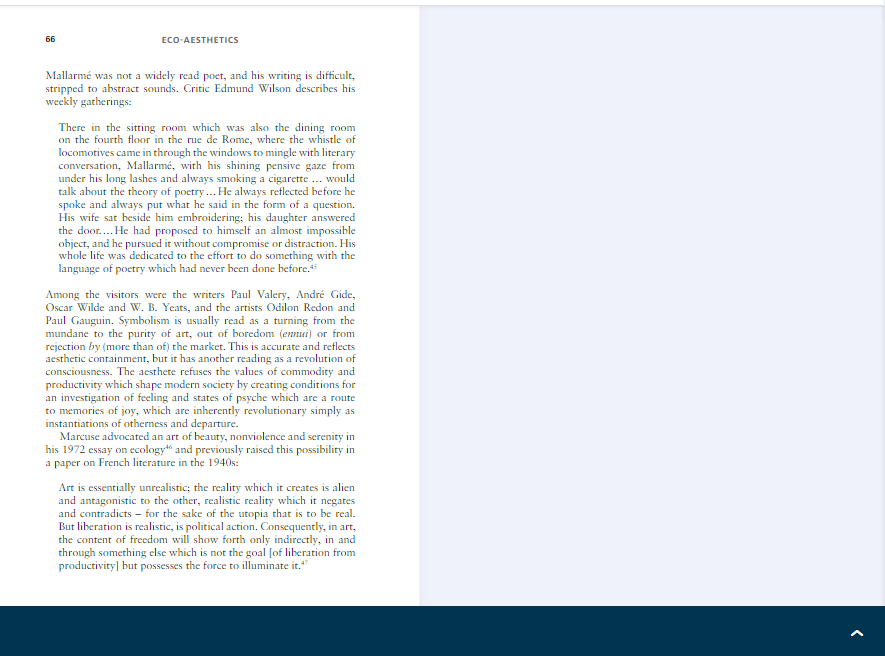 66
ECO-AESTHETICS
Mallarmé was not a widely read poet, and his writing is difficult,
stripped to abstract sounds. Critic Edmund Wilson describes his
weekly gatherings:
There in the sitting room which was also the dining room
on the fourth floor in the rue de Rome, where the whistle of
locomotives came in through the windows to mingle with literary
conversation, Mallarmé, with his shining pensive gaze from
under his long lashes and always smoking a cigarette … would
talk about the theory of poetry … He always reflected before he
spoke and always put what he said in the form of a question.
His wife sat beside him embroidering; his daughter answered
the door.… He had proposed to himself an almost impossible
object, and he pursued it without compromise or distraction. His
whole life was dedicated to the effort to do something with the
language of poetry which had never been done before.⁴⁵
Among the visitors were the writers Paul Valery, André Gide,
Oscar Wilde and W. B. Yeats, and the artists Odilon Redon and
Paul Gauguin. Symbolism is usually read as a turning from the
mundane to the purity of art, out of boredom (ennui) or from
rejection by (more than of) the market. This is accurate and reflects
aesthetic containment, but it has another reading as a revolution of
consciousness. The aesthete refuses the values of commodity and
productivity which shape modern society by creating conditions for
an investigation of feeling and states of psyche which are a route
to memories of joy, which are inherently revolutionary simply as
instantiations of otherness and departure.
Marcuse advocated an art of beauty, nonviolence and serenity in
his 1972 essay on ecology⁴⁶ and previously raised this possibility in
a paper on French literature in the 1940s:
Art is essentially unrealistic; the reality which it creates is alien
and antagonistic to the other, realistic reality which it negates
and contradicts – for the sake of the utopia that is to be real.
But liberation is realistic, is political action. Consequently, in art,
the content of freedom will show forth only indirectly, in and
through something else which is not the goal [of liberation from
productivity] but possesses the force to illuminate it.⁴⁷